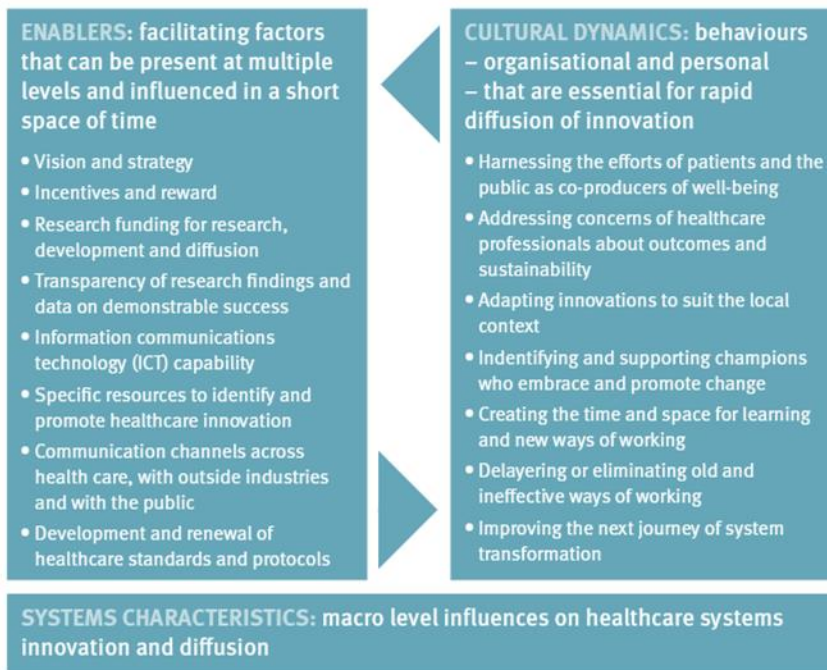 ENABLERS: facilitating factors
that can be present at multiple
levels and influenced in a short
space of time
• Vision and strategy
• Incentives and reward
• Research funding for research,
development and diffusion
• Transparency of research findings and
data on demonstrable success
• Information communications
technology (ICT) capability
• Specific resources to identify and
promote healthcare innovation
• Communication channels across
health care, with outside industries
and with the public
• Development and renewal of
healthcare standards and protocols
CULTURAL DYNAMICS: behaviours
– organisational and personal
– that are essential for rapid
diffusion of innovation
• Harnessing the efforts of patients and the
public as co-producers of well-being
• Addressing concerns of healthcare
professionals about outcomes and
sustainability
• Adapting innovations to suit the local
context
• Indentifying and supporting champions
who embrace and promote change
• Creating the time and space for learning
and new ways of working
• Delayering or eliminating old and
ineffective ways of working
• Improving the next journey of system
transformation
SYSTEMS CHARACTERISTICS: macro level influences on healthcare systems
innovation and diffusion